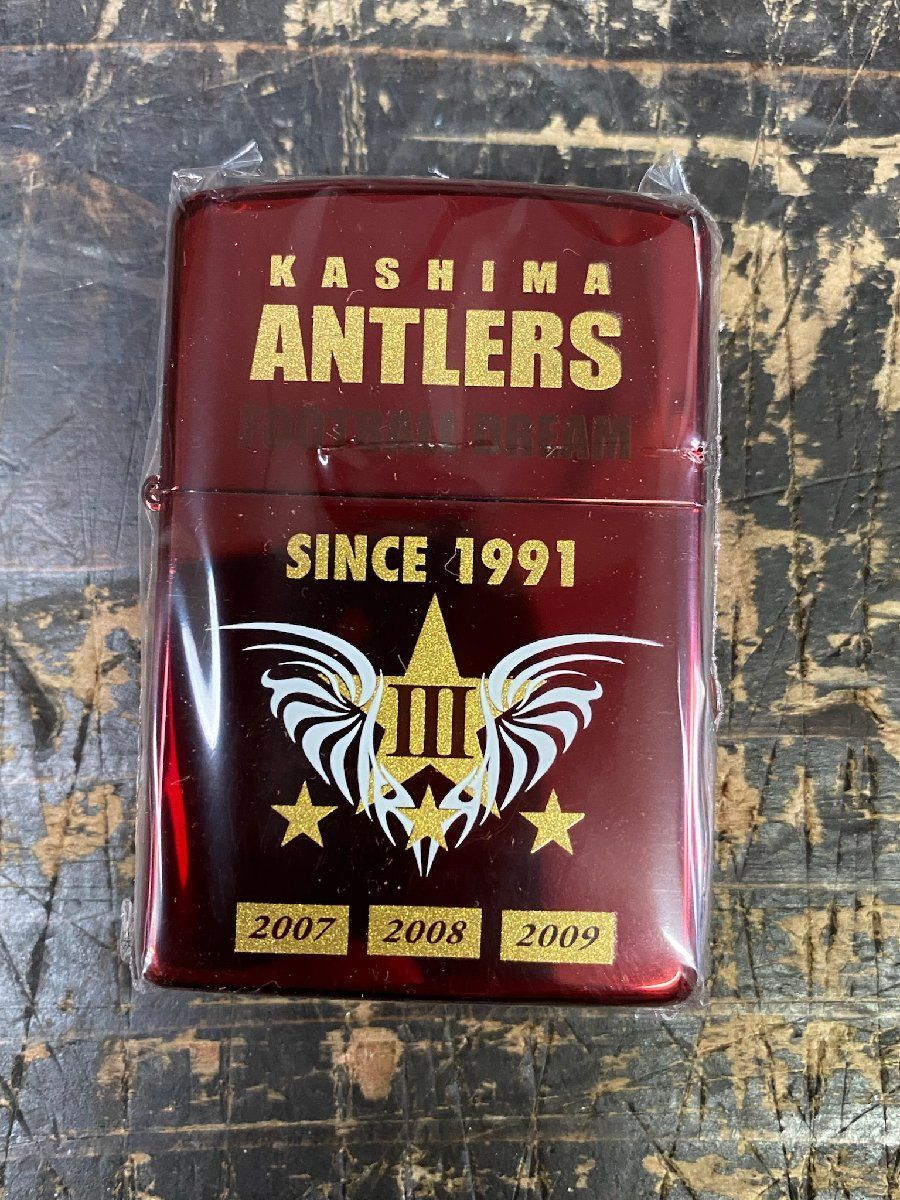 KASHIMA
ANTLERS
FOOTBALL DREAM
SINCE 1991
III
2007 2008 2009